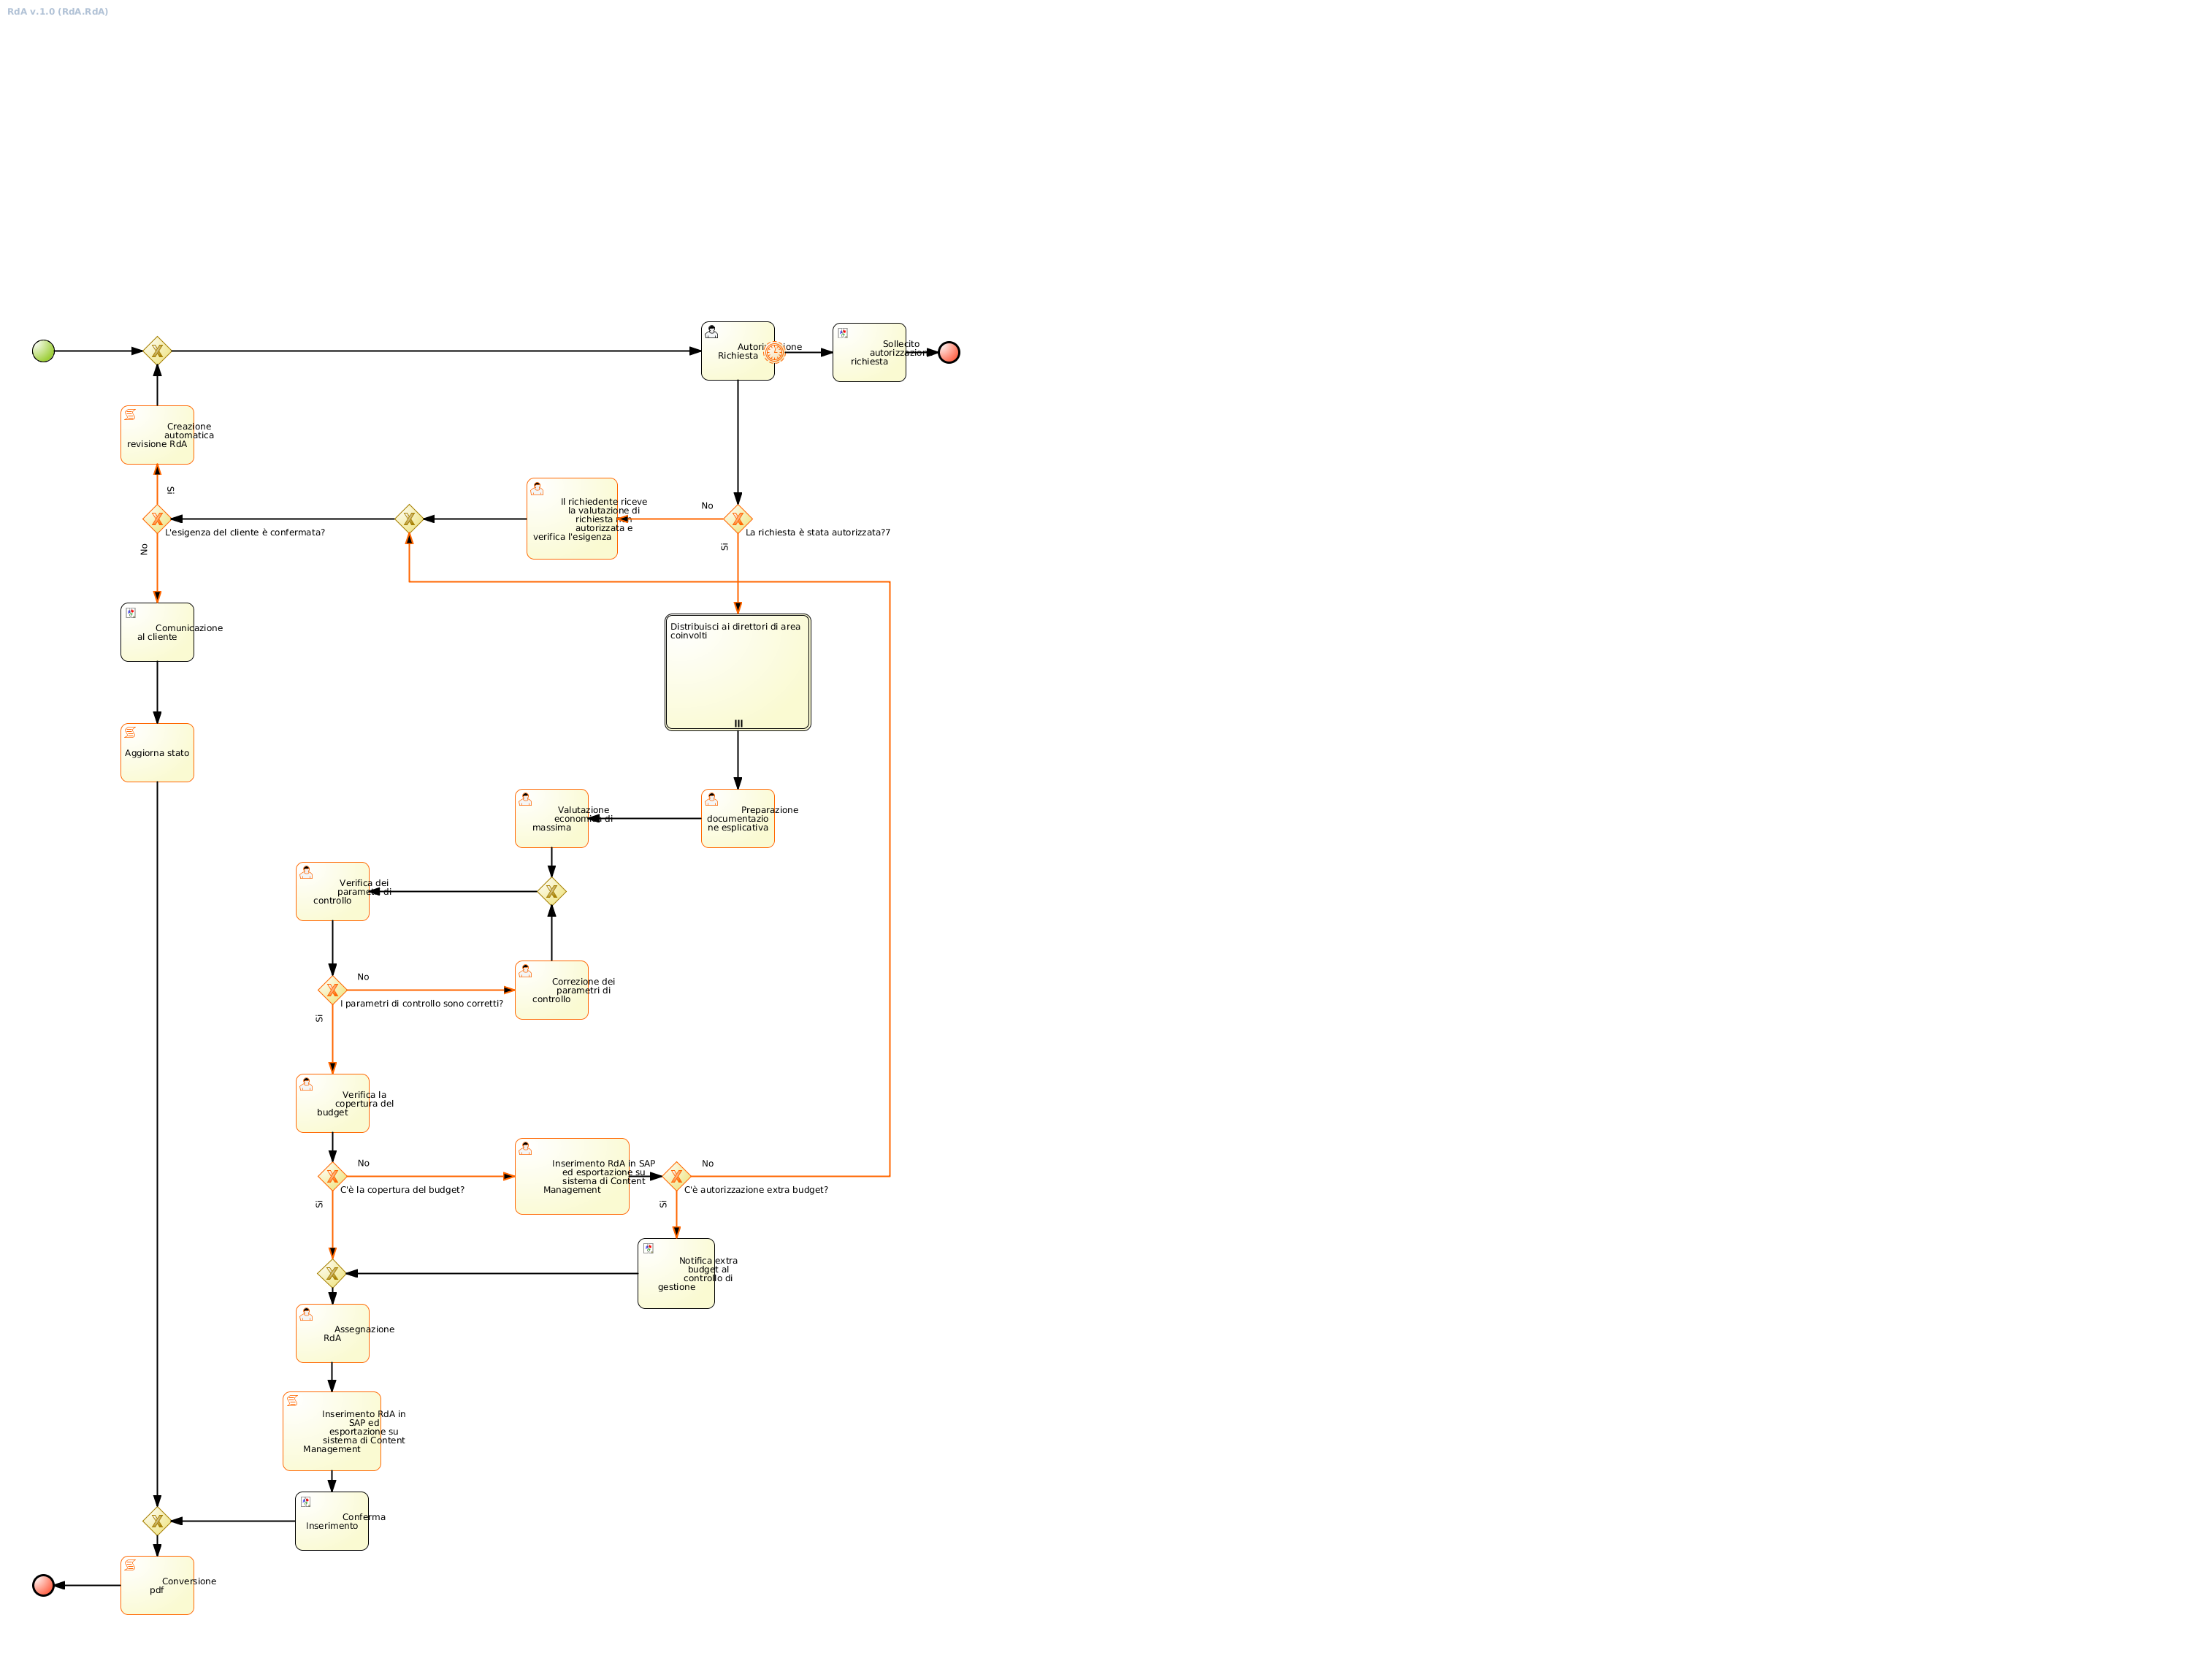 RdA v.1.0 (RdA.RdA)
Autorizzazione
Richiesta
Sollecito
autorizzazione
richiesta
Creazione
automatica
revisione RdA
Si
L'esigenza del cliente è confermata?
No
Il richiedente riceve
la valutazione di
richiesta non
autorizzata e
verifica l'esigenza
No
La richiesta è stata autorizzata?7
Si
Comunicazione
al cliente
Distribuisci ai direttori di area
coinvolti
Aggiorna stato
Valutazione
economica di
massima
Preparazione
documentazio
ne esplicativa
Verifica dei
parametri di
controllo
No
I parametri di controllo sono corretti?
Si
Correzione dei
parametri di
controllo
Verifica la
copertura del
budget
No
C'è la copertura del budget?
Si
Inserimento RdA in SAP
ed esportazione su
sistema di Content
Management
No
C'è autorizzazione extra budget?
Si
Notifica extra
budget al
controllo di
gestione
Assegnazione
RdA
Inserimento RdA in
SAP ed
esportazione su
sistema di Content
Management
Conferma
Inserimento
Conversione
pdf